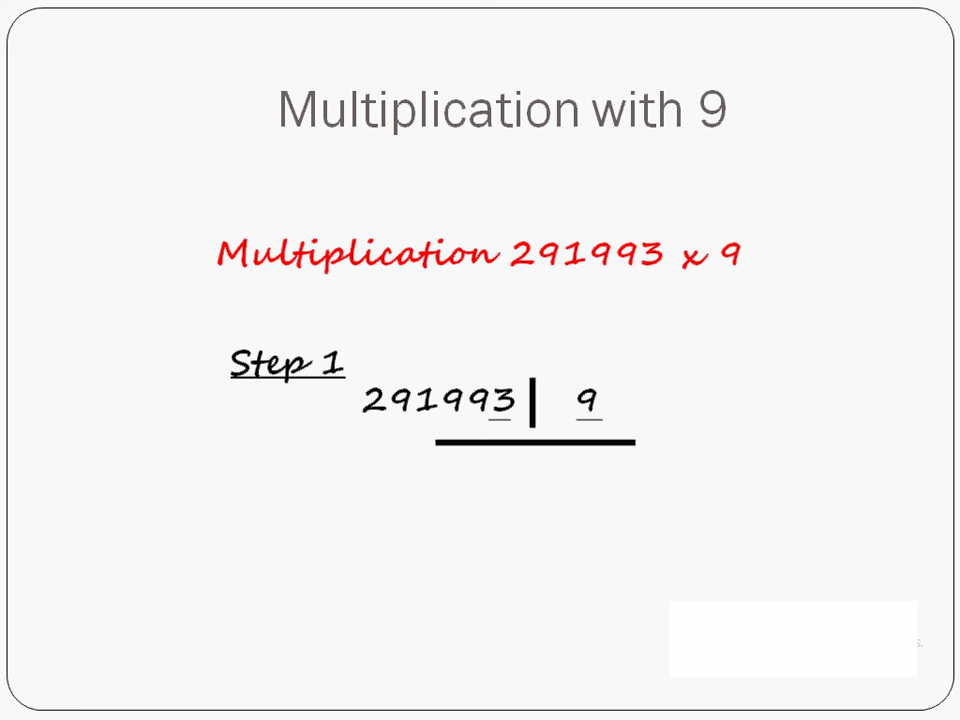 Multiplication with 9
Multiplication 291993 x 9
Step 1
291993 | 9
s.